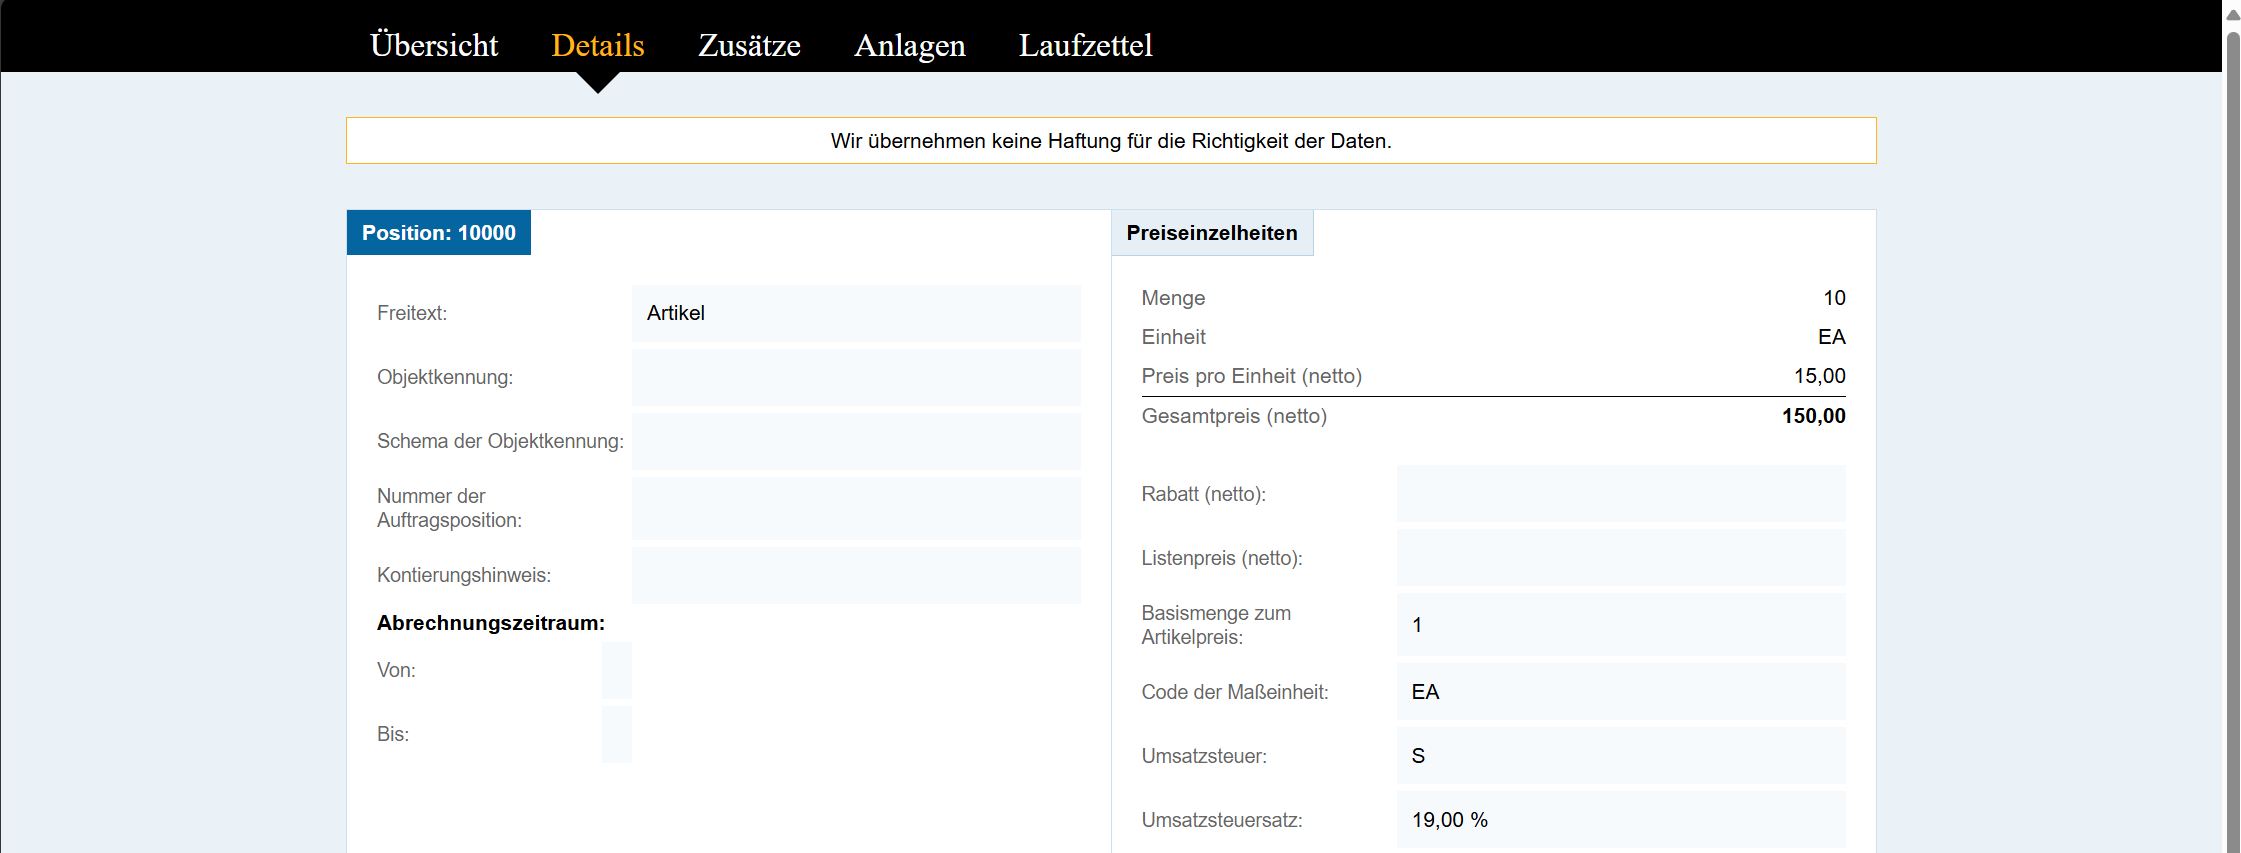 Übersicht Details Zusätze Anlagen Laufzettel
Wir übernehmen keine Haftung für die Richtigkeit der Daten.
Position: 10000
Freitext: Artikel
Objektkennung:
Schema der Objektkennung:
Nummer der
Auftragsposition:
Kontierungshinweis:
Abrechnungszeitraum:
Von:
Bis:
Preiseinzelheiten
Menge 10
Einheit EA
Preis pro Einheit (netto) 15,00
Gesamtpreis (netto) 150,00
Rabatt (netto):
Listenpreis (netto):
Basismenge zum
Artikelpreis: 1
Code der Maßeinheit: EA
Umsatzsteuer: S
Umsatzsteuersatz: 19,00 %